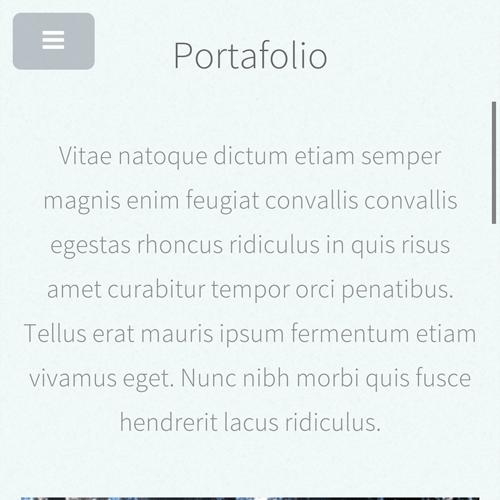 Portafolio
Vitae natoque dictum etiam semper
magnis enim feugiat convallis convallis
egestas rhoncus ridiculus in quis risus
amet curabitur tempor orci penatibus.
Tellus erat mauris ipsum fermentum etiam
vivamus eget. Nunc nibh morbi quis fusce
hendrerit lacus ridiculus.